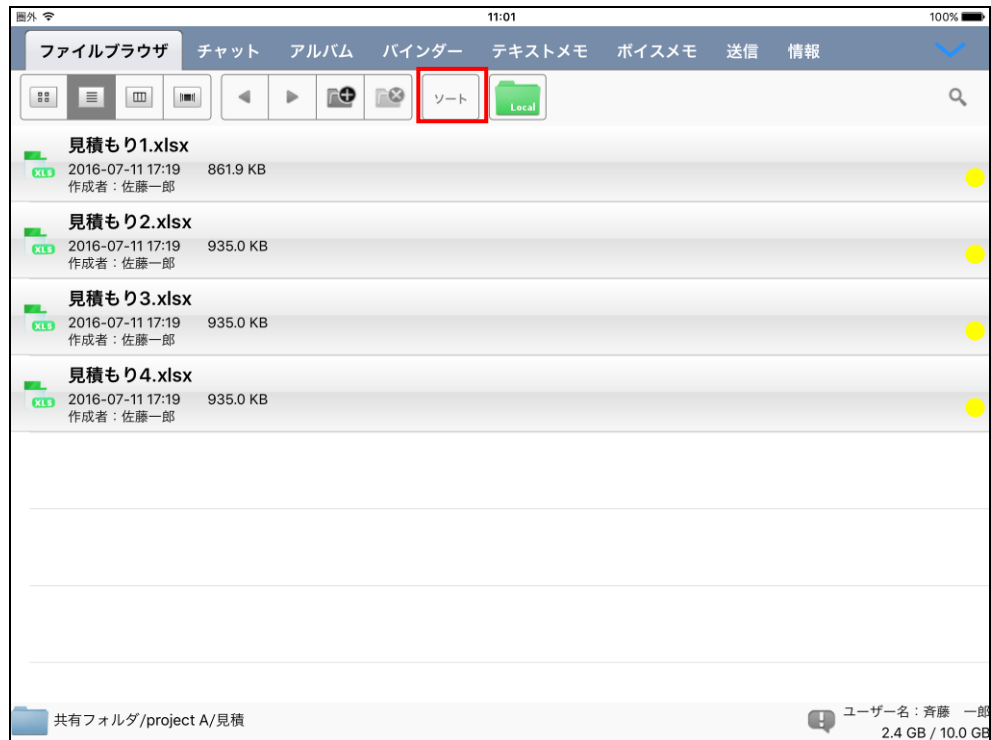 圏外 11:01 100%
ファイルブラウザ チャット アルバム バインダー テキストメモ ボイスメモ 送信 情報
ソート Local
見積もり1.xlsx
XLS 2016-07-11 17:19 861.9 KB
作成者：佐藤一郎
見積もり2.xlsx
XLS 2016-07-11 17:19 935.0 KB
作成者：佐藤一郎
見積もり3.xlsx
XLS 2016-07-11 17:19 935.0 KB
作成者：佐藤一郎
見積もり4.xlsx
XLS 2016-07-11 17:19 935.0 KB
作成者：佐藤一郎
共有フォルダ/project A/見積
ユーザー名：斉藤　一郎
2.4 GB / 10.0 GB